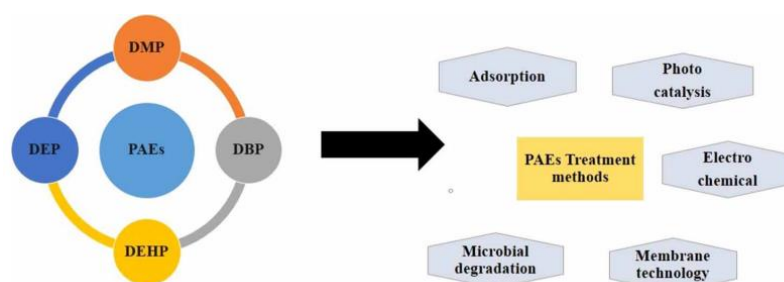 DMP
DEP
PAEs
DBP
DEHP
Adsorption
Photo
catalysis
PAEs Treatment
methods
Electro
chemical
Microbial
degradation
Membrane
technology